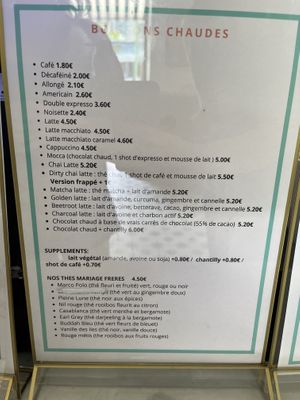 BO   ONS CHAUDES
• Café 1.80€
• Décaféiné 2.00€
• Allongé 2,10€
• Americain 2.60€
• Double expresso 3.60€
• Noisette 2.40€
• Latte 4.50€
• Latte macchiato 4.50€
• Latte macchiato caramel 4.60€
• Cappuccino 4.50€
• Mocca (chocolat chaud, 1 shot d'expresso et mousse de lait ) 5.00€
• Chai Latte 5.20€
• Dirty chai latte : thé chaï, 1 shot de café et mousse de lait 5.50€
Version frappé + 1€
• Matcha latte : thé matcha + lait d'amande 5.20€
• Golden latte : lait d'amande, curcuma, gingembre et cannelle 5.20€
• Beetroot latte : lait d'avoine, betterave, cacao, gingembre et cannelle 5.20€
• Charcoal latte : lait d'avoine et charbon actif 5.20€
• Chocolat chaud à base de vrais carrés de chocolat (55% de cacao) 5.20€
• Chocolat chaud + chantilly 6.00€
SUPPLEMENTS:
lait végétal (amande, avoine ou soja) +0.80€ / chantilly +0.80€ /
shot de café +0.70€
NOS THES MARIAGE FRERES 4.50€
• Marco Polo (thé fleuri et fruité) vert, rouge ou noir
• (thé vert au gingembre doux)
• Pleine Lune (thé noir aux épices)
• Nil rouge (thé rooibos fleuri au citron)
• Casablanca (thé vert menthe et bergamote)
• Earl Gray (thé darjeeling à la bergamote)
• Buddah Bleu (thé vert fleurs de bleuet)
• Vanille des îles (thé noir, vanille douce)
• Rouge métis (thé rooibos aux fruits rouges)